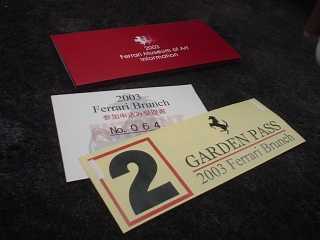 2003
Ferrari Museum of Art
Information
2003
Ferrari Brunch
参加申込み受理書
No. 064
2
GARDEN PASS
2003 Ferrari Brunch